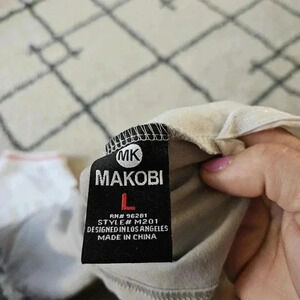 MK
MAKOBI
L
RN# 96281
STYLE# M201
DESIGNED IN LOS ANGELES
MADE IN CHINA